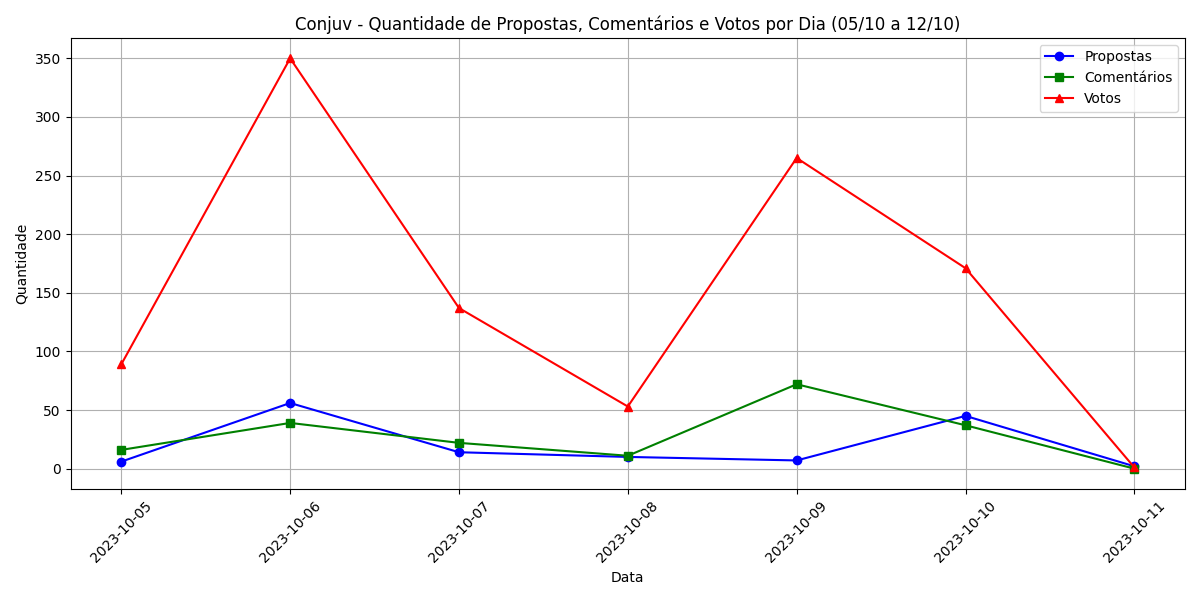 Conjuv - Quantidade de Propostas, Comentários e Votos por Dia (05/10 a 12/10)
Propostas
Comentários
Votos
Quantidade
350
300
250
200
150
100
50
0
2023-10-05
2023-10-06
2023-10-07
2023-10-08
2023-10-09
2023-10-10
2023-10-11
Data